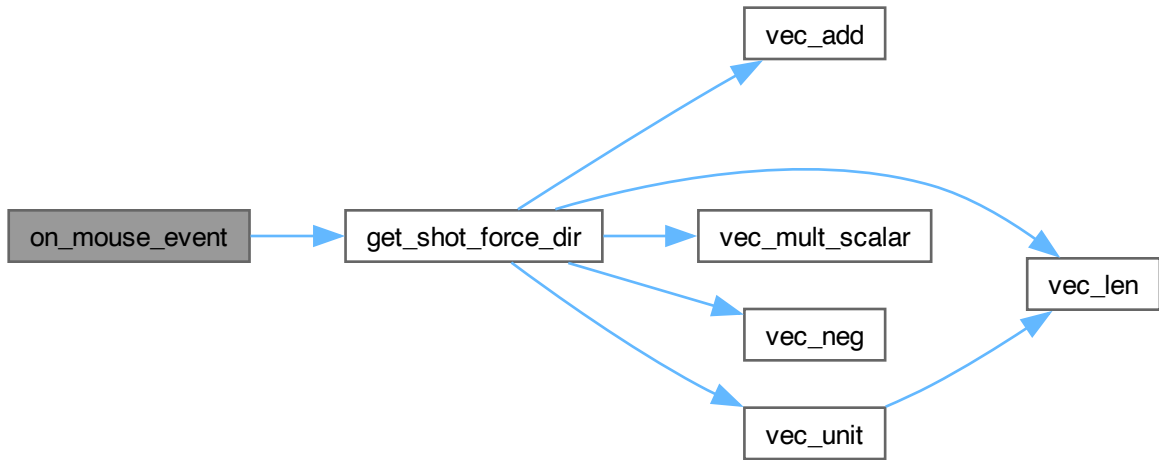 on_mouse_event
get_shot_force_dir
vec_add
vec_mult_scalar
vec_neg
vec_unit
vec_len